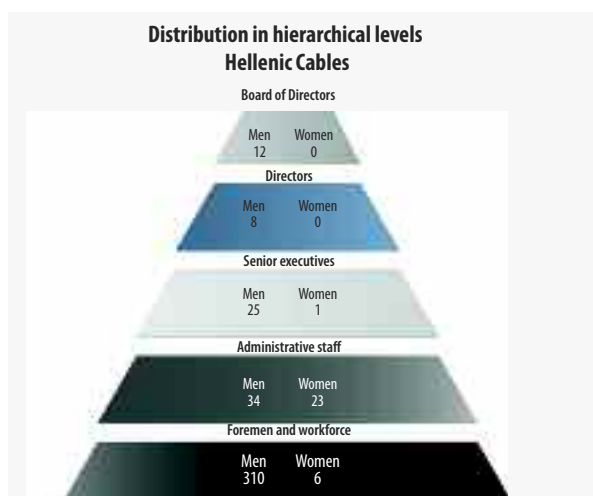 Distribution in hierarchical levels
Hellenic Cables
Board of Directors
Men Women
12 0
Directors
Men Women
8 0
Senior executives
Men Women
25 1
Administrative staff
Men Women
34 23
Foremen and workforce
Men Women
310 6